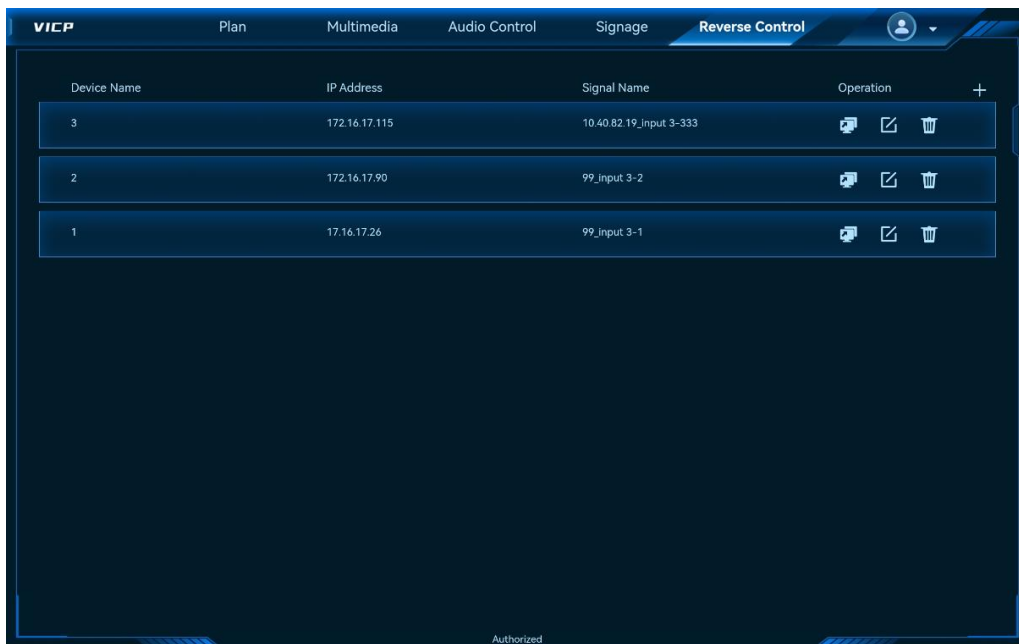 VICP Plan Multimedia Audio Control Signage Reverse Control
Device Name IP Address Signal Name Operation
3 172.16.17.115 10.40.82.19_input 3-333
2 172.16.17.90 99_input 3-2
1 17.16.17.26 99_input 3-1
Authorized